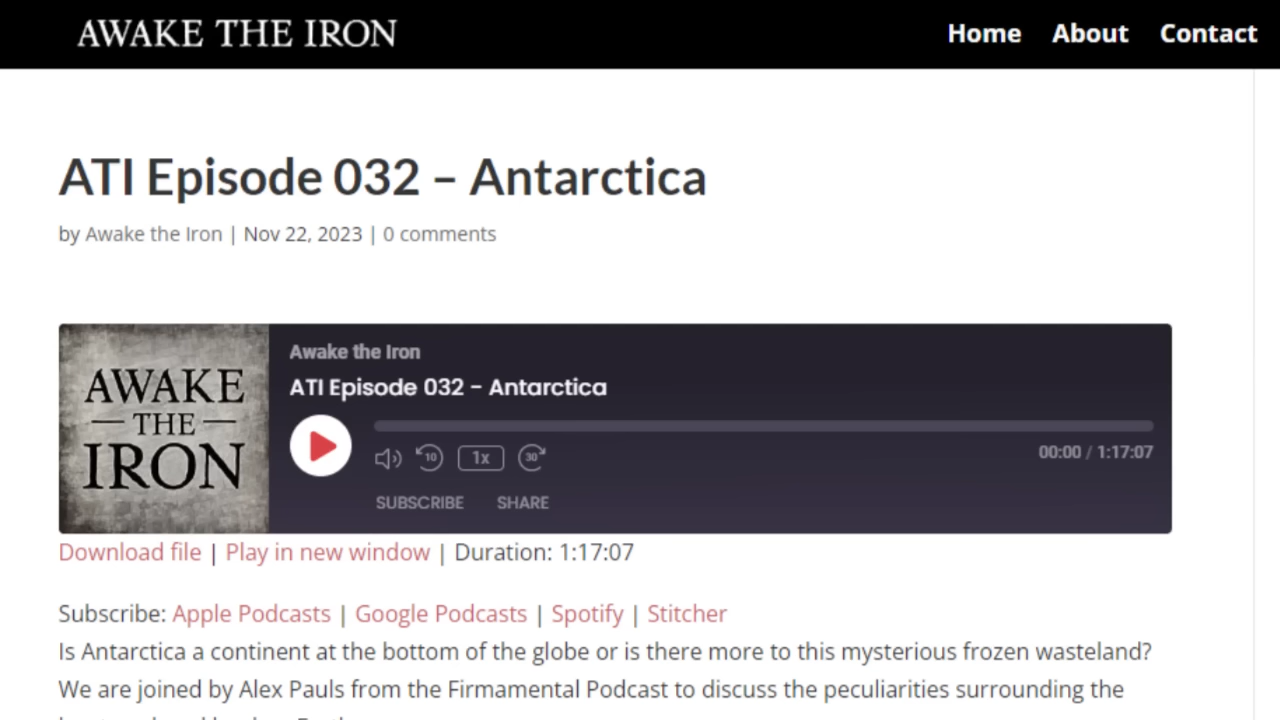 AWAKE THE IRON
Home About Contact
ATI Episode 032 – Antarctica
by Awake the Iron | Nov 22, 2023 | 0 comments
AWAKE
THE
IRON
Awake the Iron
ATI Episode 032 – Antarctica
10 1x 30
00:00 / 1:17:07
SUBSCRIBE SHARE
Download file | Play in new window | Duration: 1:17:07
Subscribe: Apple Podcasts | Google Podcasts | Spotify | Stitcher
Is Antarctica a continent at the bottom of the globe or is there more to this mysterious frozen wasteland?
We are joined by Alex Pauls from the Firmamental Podcast to discuss the peculiarities surrounding the